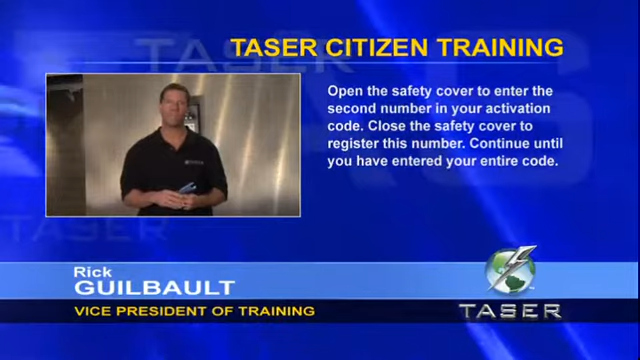 TASER CITIZEN TRAINING
Open the safety cover to enter the
second number in your activation
code. Close the safety cover to
register this number. Continue until
you have entered your entire code.
Rick
GUILBAULT
VICE PRESIDENT OF TRAINING
TASER
TASER
TASER